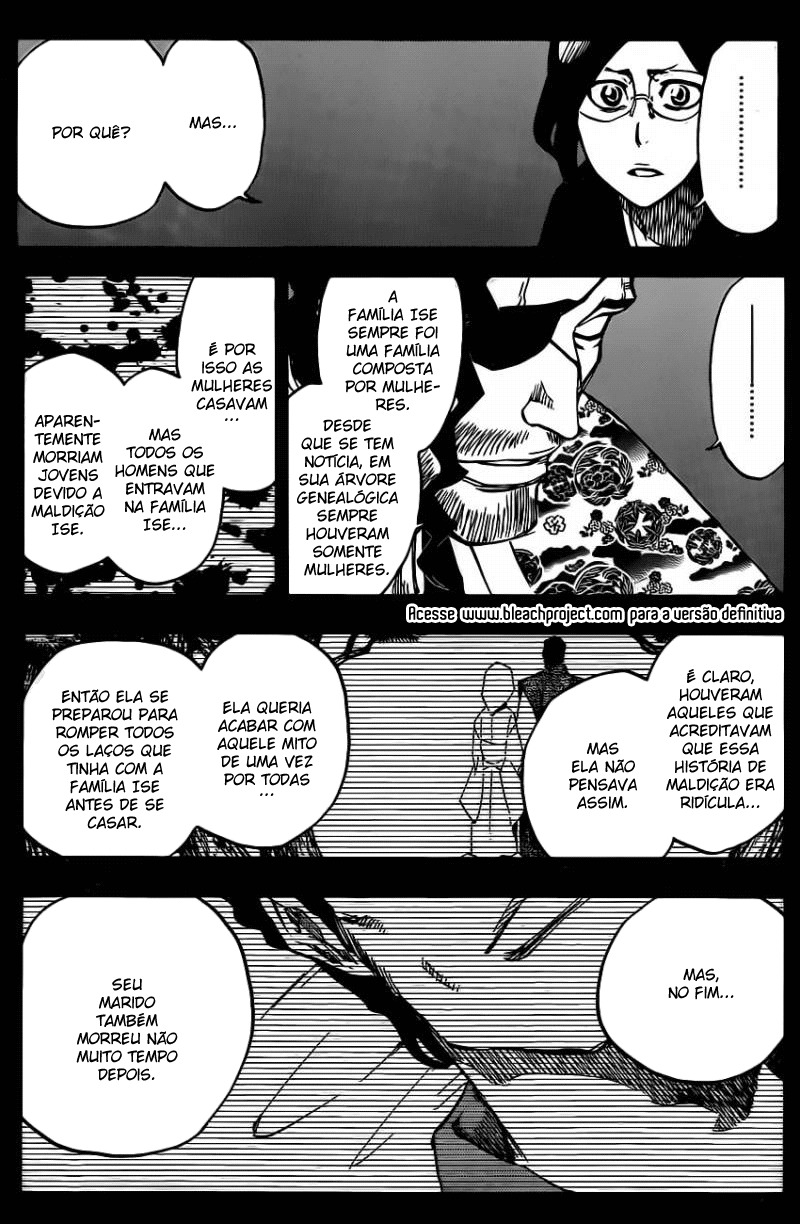 ..........
MAS...
POR QUÊ?
..........
A
FAMÍLIA ISE
SEMPRE FOI
UMA FAMÍLIA
COMPOSTA
POR MULHE-
RES.
DESDE
QUE SE TEM
NOTÍCIA, EM
SUA ÁRVORE
GENEALÓGICA
SEMPRE
HOUVERAM
SOMENTE
MULHERES.
É POR
ISSO AS
MULHERES
CASAVAM
...
MAS
TODOS OS
HOMENS QUE
ENTRAVAM
NA FAMÍLIA
ISE...
APAREN-
TEMENTE
MORRIAM
JOVENS
DEVIDO A
MALDIÇÃO
ISE.
Acesse www.bleachproject.com para a versão definitiva
É CLARO,
HOUVERAM
AQUELES QUE
ACREDITAVAM
QUE ESSA
HISTÓRIA DE
MALDIÇÃO ERA
RIDÍCULA...
MAS
ELA NÃO
PENSAVA
ASSIM.
ELA QUERIA
ACABAR COM
AQUELE MITO
DE UMA VEZ
POR TODAS
...
ENTÃO ELA SE
PREPAROU PARA
ROMPER TODOS
OS LAÇOS QUE
TINHA COM A
FAMÍLIA ISE
ANTES DE SE
CASAR.
MAS,
NO FIM...
SEU
MARIDO
TAMBÉM
MORREU NÃO
MUITO TEMPO
DEPOIS.